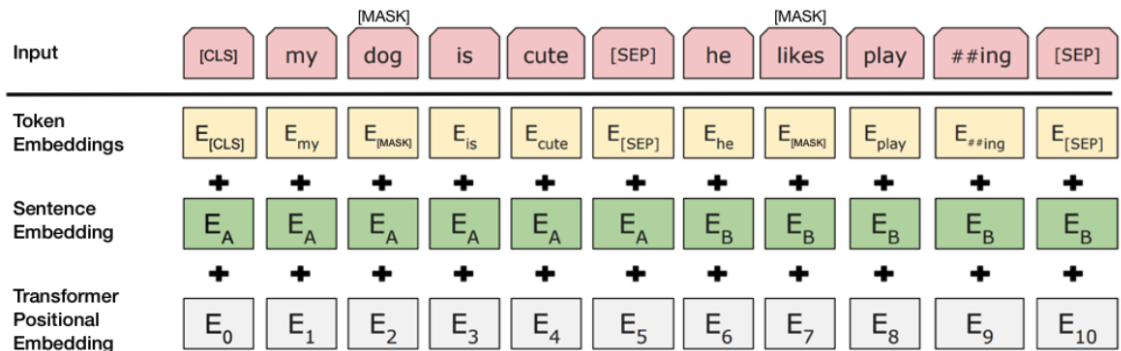 [MASK] [MASK]
Input [CLS] my dog is cute [SEP] he likes play ##ing [SEP]
Token Embeddings E[CLS] Emy E[MASK] Eis Ecute E[SEP] Ehe E[MASK] Eplay E##ing E[SEP]
+ + + + + + + + + + +
Sentence Embedding EA EA EA EA EA EA EB EB EB EB EB
+ + + + + + + + + + +
Transformer Positional Embedding E0 E1 E2 E3 E4 E5 E6 E7 E8 E9 E10